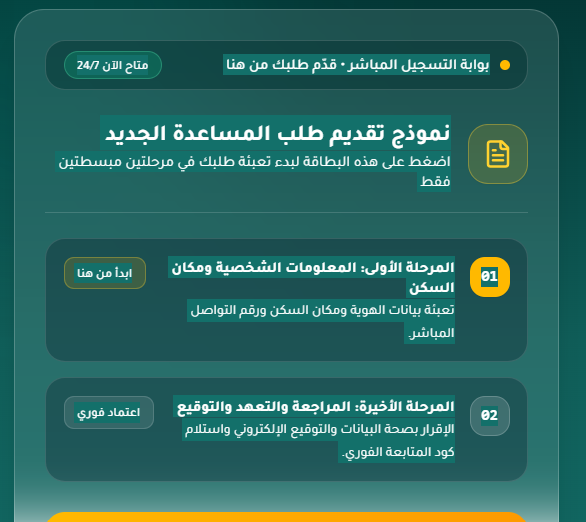 بوابة التسجيل المباشر • قدّم طلبك من هنا
متاح الآن 24/7
نموذج تقديم طلب المساعدة الجديد
اضغط على هذه البطاقة لبدء تعبئة طلبك في مرحلتين مبسطتين
فقط
01
المرحلة الأولى: المعلومات الشخصية ومكان
السكن
ابدأ من هنا
تعبئة بيانات الهوية ومكان السكن ورقم التواصل
المباشر.
02
المرحلة الأخيرة: المراجعة والتعهد والتوقيع
اعتماد فوري
الإقرار بصحة البيانات والتوقيع الإلكتروني واستلام
كود المتابعة الفوري.